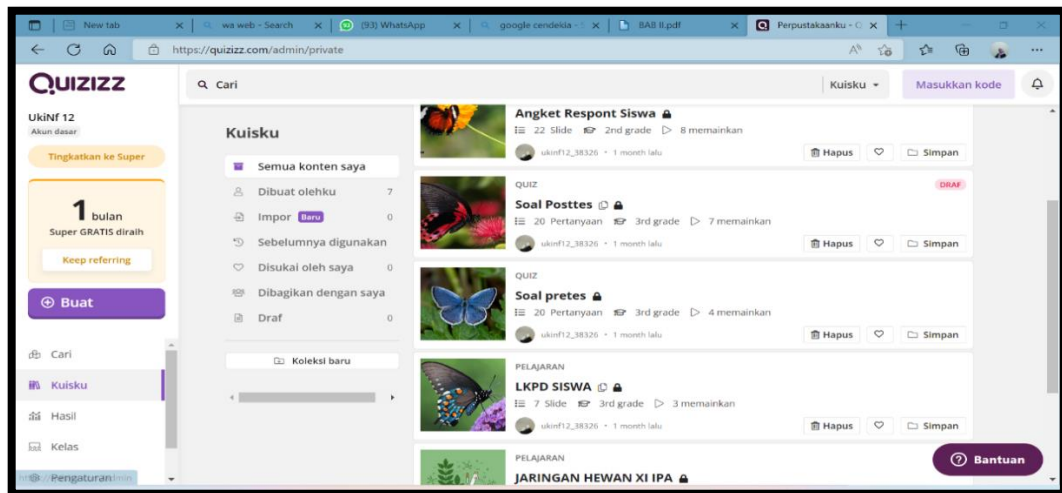 New tab
wa web - Search
(93) WhatsApp
google cendekia -
BAB II.pdf
Perpustakaanku -
https://quizizz.com/admin/private
QUIZIZZ
Cari
Kuisku
Masukkan kode
UkiNf 12
Akun dasar
Tingkatkan ke Super
1 bulan
Super GRATIS diraih
Keep referring
Buat
Cari
Kuisku
Hasil
Kelas
Pengaturan
Kuisku
Semua konten saya
Dibuat olehku 7
Impor Baru 0
Sebelumnya digunakan
Disukai oleh saya 0
Dibagikan dengan saya
Draf 0
Koleksi baru
Angket Respont Siswa
22 Slide 2nd grade 8 memainkan
ukinf12_38326 • 1 month lalu
Hapus Simpan
QUIZ DRAF
Soal Posttes
20 Pertanyaan 3rd grade 7 memainkan
ukinf12_38326 • 1 month lalu
Hapus Simpan
QUIZ
Soal pretes
20 Pertanyaan 3rd grade 4 memainkan
ukinf12_38326 • 1 month lalu
Hapus Simpan
PELAJARAN
LKPD SISWA
7 Slide 3rd grade 3 memainkan
ukinf12_38326 • 1 month lalu
Hapus Simpan
PELAJARAN
JARINGAN HEWAN XI IPA
Bantuan